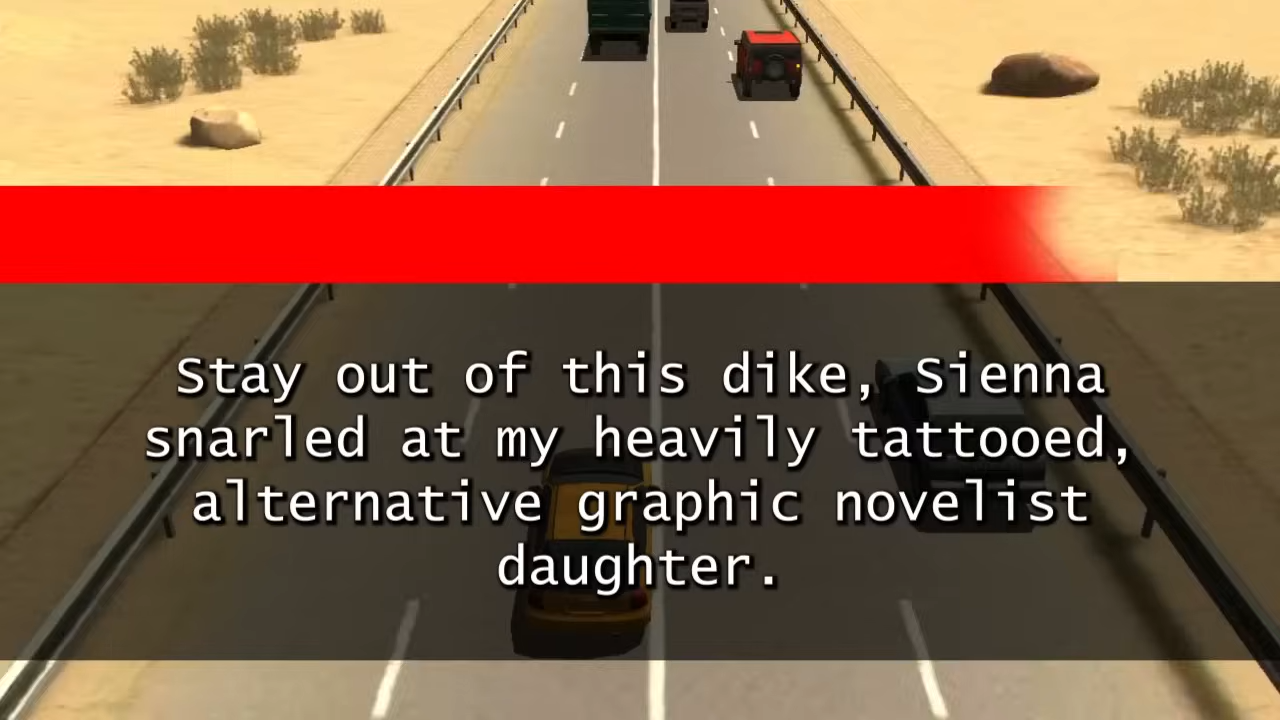 Stay out of this dike, Sienna
snarled at my heavily tattooed,
alternative graphic novelist
daughter.